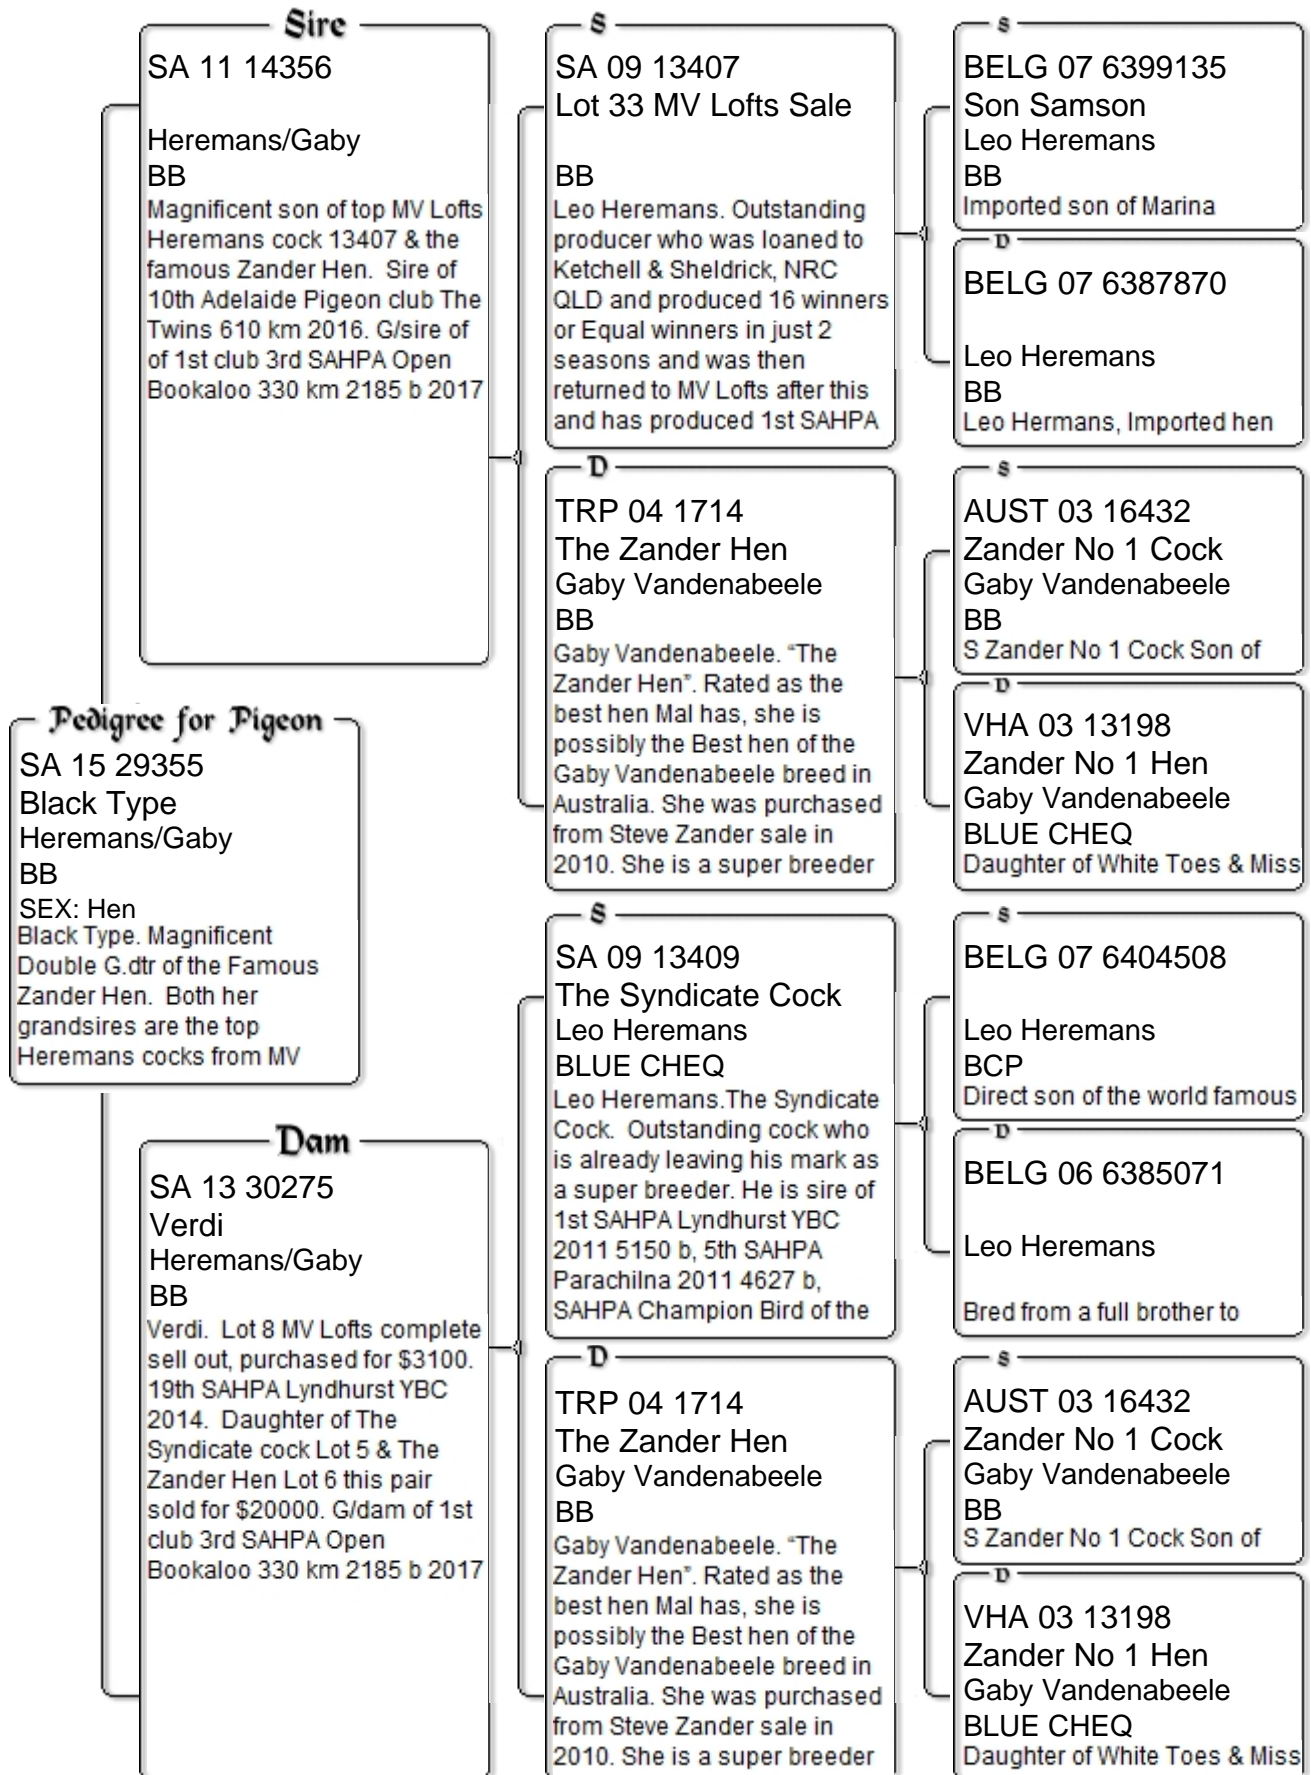 Sire
SA 11 14356
Heremans/Gaby
BB
Magnificent son of top MV Lofts
Heremans cock 13407 & the
famous Zander Hen.  Sire of
10th Adelaide Pigeon club The
Twins 610 km 2016. G/sire of
of 1st club 3rd SAHPA Open
Bookaloo 330 km 2185 b 2017
Pedigree for Pigeon
SA 15 29355
Black Type
Heremans/Gaby
BB
SEX: Hen
Black Type. Magnificent
Double G.dtr of the Famous
Zander Hen.  Both her
grandsires are the top
Heremans cocks from MV
Dam
SA 13 30275
Verdi
Heremans/Gaby
BB
Verdi.  Lot 8 MV Lofts complete
sell out, purchased for $3100.
19th SAHPA Lyndhurst YBC
2014.  Daughter of The
Syndicate cock Lot 5 & The
Zander Hen Lot 6 this pair
sold for $20000. G/dam of 1st
club 3rd SAHPA Open
Bookaloo 330 km 2185 b 2017
S
SA 09 13407
Lot 33 MV Lofts Sale
BB
Leo Heremans. Outstanding
producer who was loaned to
Ketchell & Sheldrick, NRC
QLD and produced 16 winners
or Equal winners in just 2
seasons and was then
returned to MV Lofts after this
and has produced 1st SAHPA
D
TRP 04 1714
The Zander Hen
Gaby Vandenabeele
BB
Gaby Vandenabeele. “The
Zander Hen”. Rated as the
best hen Mal has, she is
possibly the Best hen of the
Gaby Vandenabeele breed in
Australia. She was purchased
from Steve Zander sale in
2010. She is a super breeder
S
SA 09 13409
The Syndicate Cock
Leo Heremans
BLUE CHEQ
Leo Heremans.The Syndicate
Cock.  Outstanding cock who
is already leaving his mark as
a super breeder. He is sire of
1st SAHPA Lyndhurst YBC
2011 5150 b, 5th SAHPA
Parachilna 2011 4627 b,
SAHPA Champion Bird of the
D
TRP 04 1714
The Zander Hen
Gaby Vandenabeele
BB
Gaby Vandenabeele. “The
Zander Hen”. Rated as the
best hen Mal has, she is
possibly the Best hen of the
Gaby Vandenabeele breed in
Australia. She was purchased
from Steve Zander sale in
2010. She is a super breeder
S
BELG 07 6399135
Son Samson
Leo Heremans
BB
Imported son of Marina
D
BELG 07 6387870
Leo Heremans
BB
Leo Hermans, Imported hen
S
AUST 03 16432
Zander No 1 Cock
Gaby Vandenabeele
BB
S Zander No 1 Cock Son of
D
VHA 03 13198
Zander No 1 Hen
Gaby Vandenabeele
BLUE CHEQ
Daughter of White Toes & Miss
S
BELG 07 6404508
Leo Heremans
BCP
Direct son of the world famous
D
BELG 06 6385071
Leo Heremans
Bred from a full brother to
S
AUST 03 16432
Zander No 1 Cock
Gaby Vandenabeele
BB
S Zander No 1 Cock Son of
D
VHA 03 13198
Zander No 1 Hen
Gaby Vandenabeele
BLUE CHEQ
Daughter of White Toes & Miss